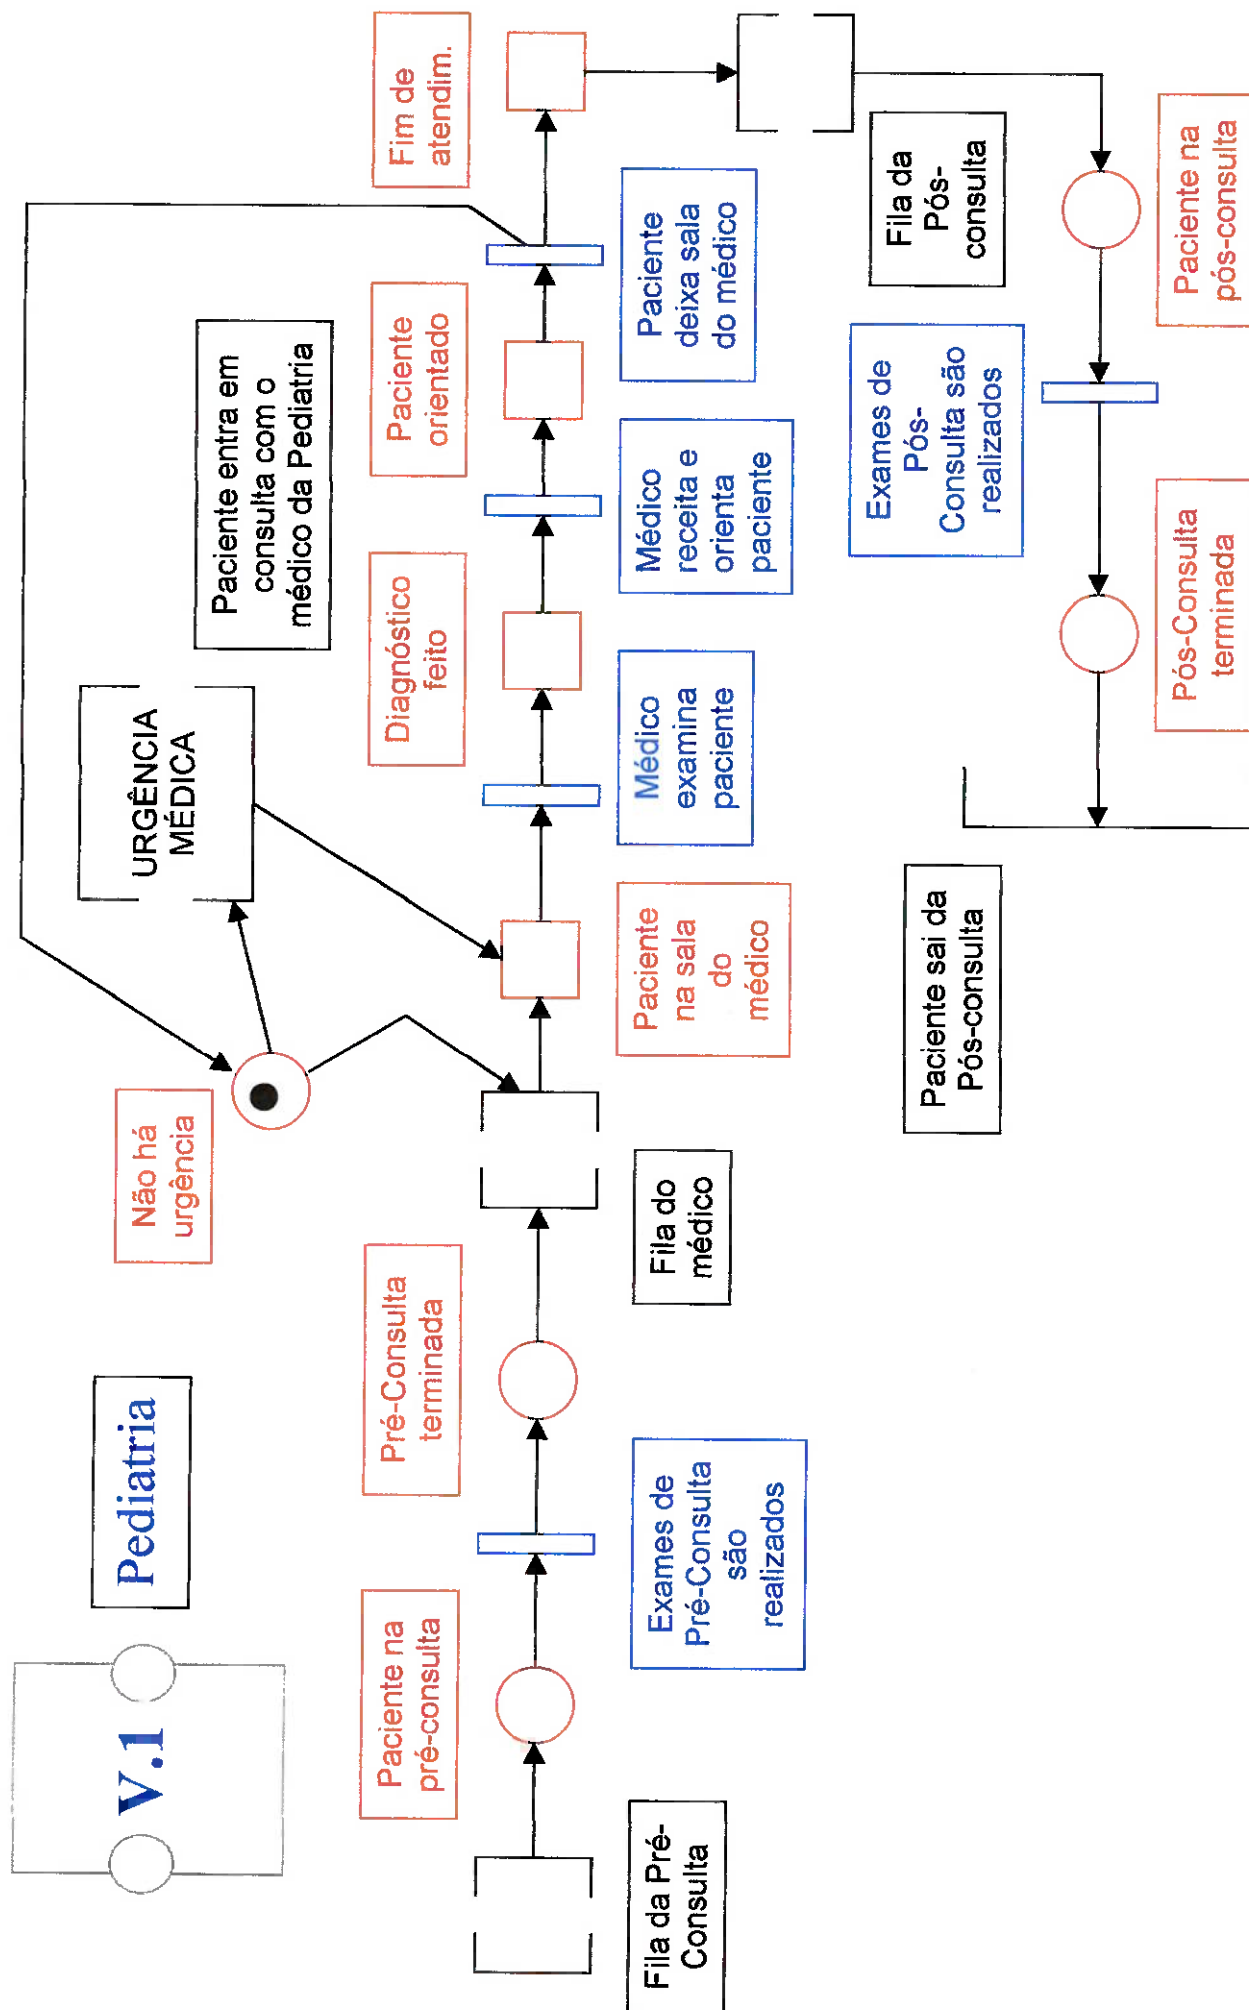 V.1
Pediatria
Não há
urgência
URGÊNCIA
MÉDICA
Paciente entra em
consulta com o
médico da Pediatria
Paciente na
pré-consulta
Pré-Consulta
terminada
Diagnóstico
feito
Paciente
orientado
Fim de
atendim.
Fila da Pré-
Consulta
Exames de
Pré-Consulta
são
realizados
Fila do
médico
Paciente
na sala
do
médico
Médico
examina
paciente
Médico
receita e
orienta
paciente
Paciente
deixa sala
do médico
Fila da
Pós-
consulta
Exames de
Pós-
Consulta são
realizados
Paciente sai da
Pós-consulta
Pós-Consulta
terminada
Paciente na
pós-consulta